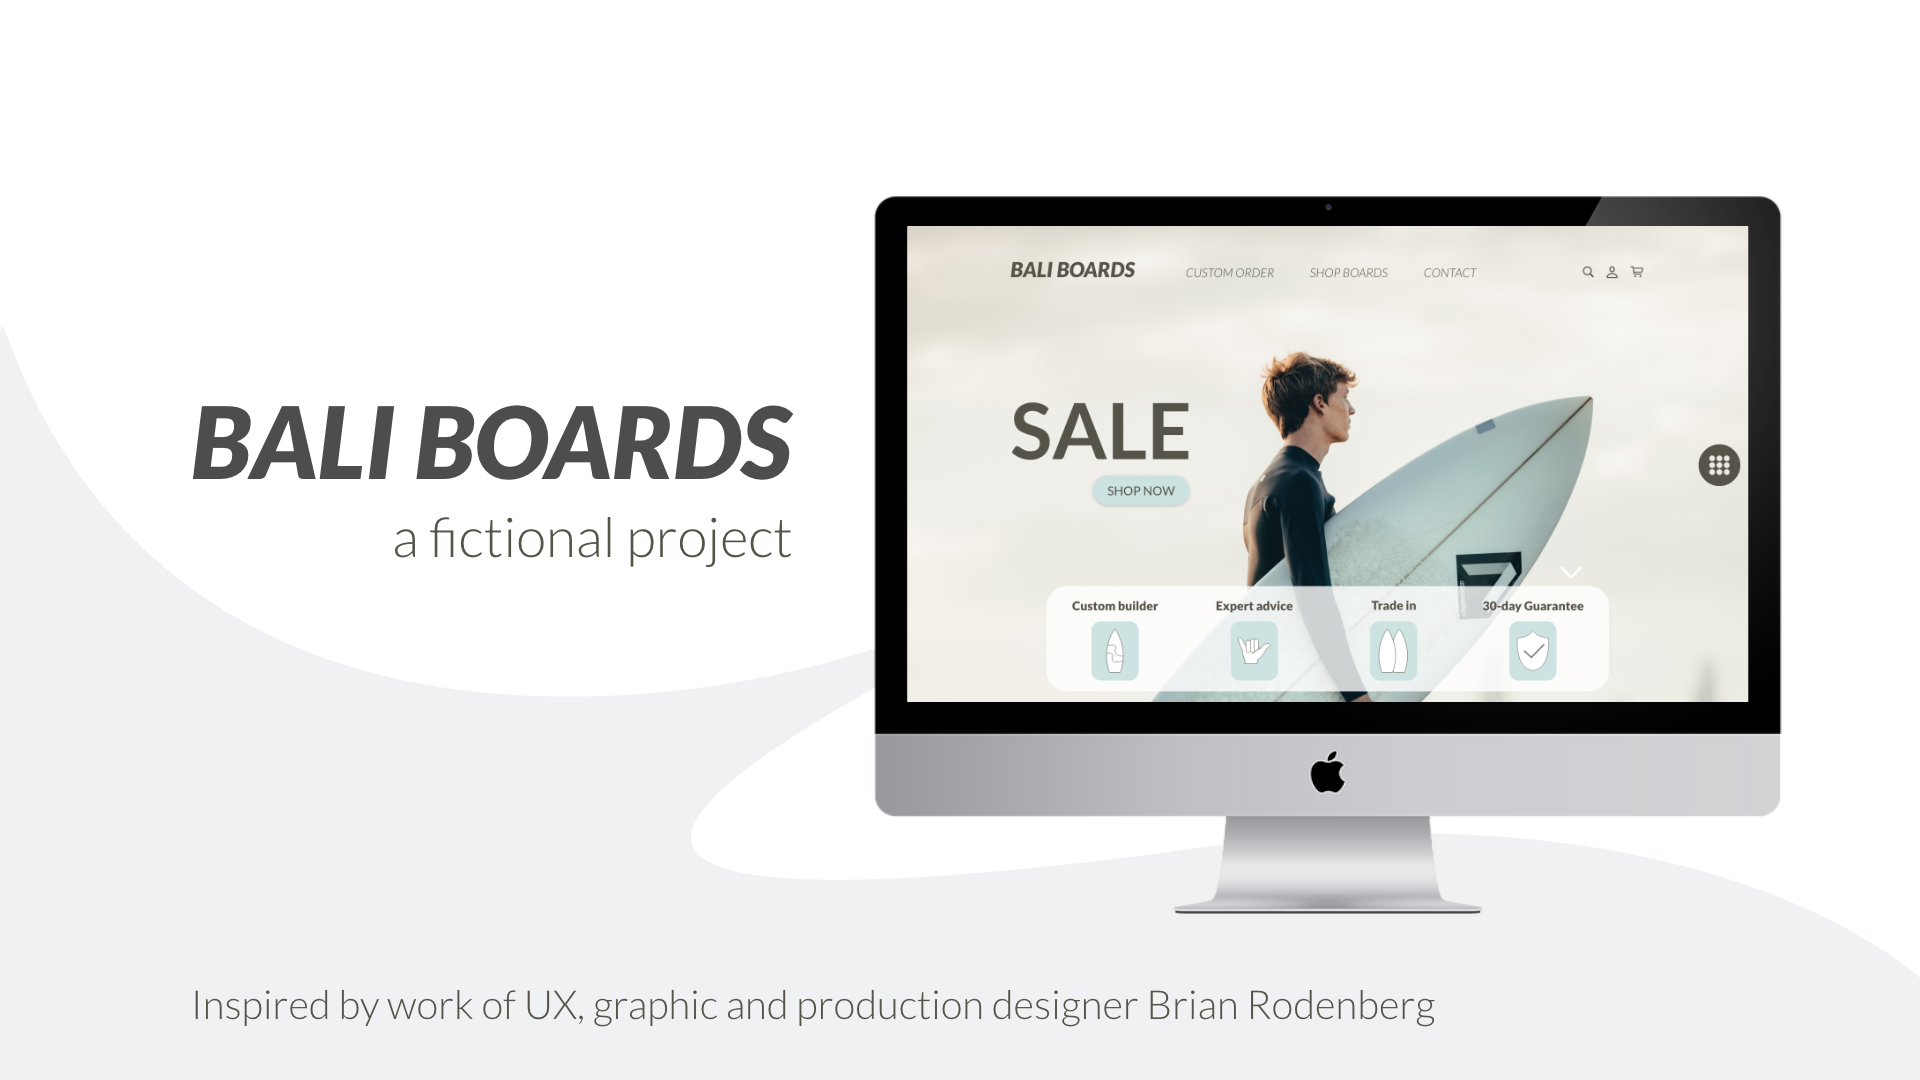 BALI BOARDS
a fictional project
BALI BOARDS CUSTOM ORDER SHOP BOARDS CONTACT
SALE
SHOP NOW
Custom builder Expert advice Trade in 30-day Guarantee
Inspired by work of UX, graphic and production designer Brian Rodenberg